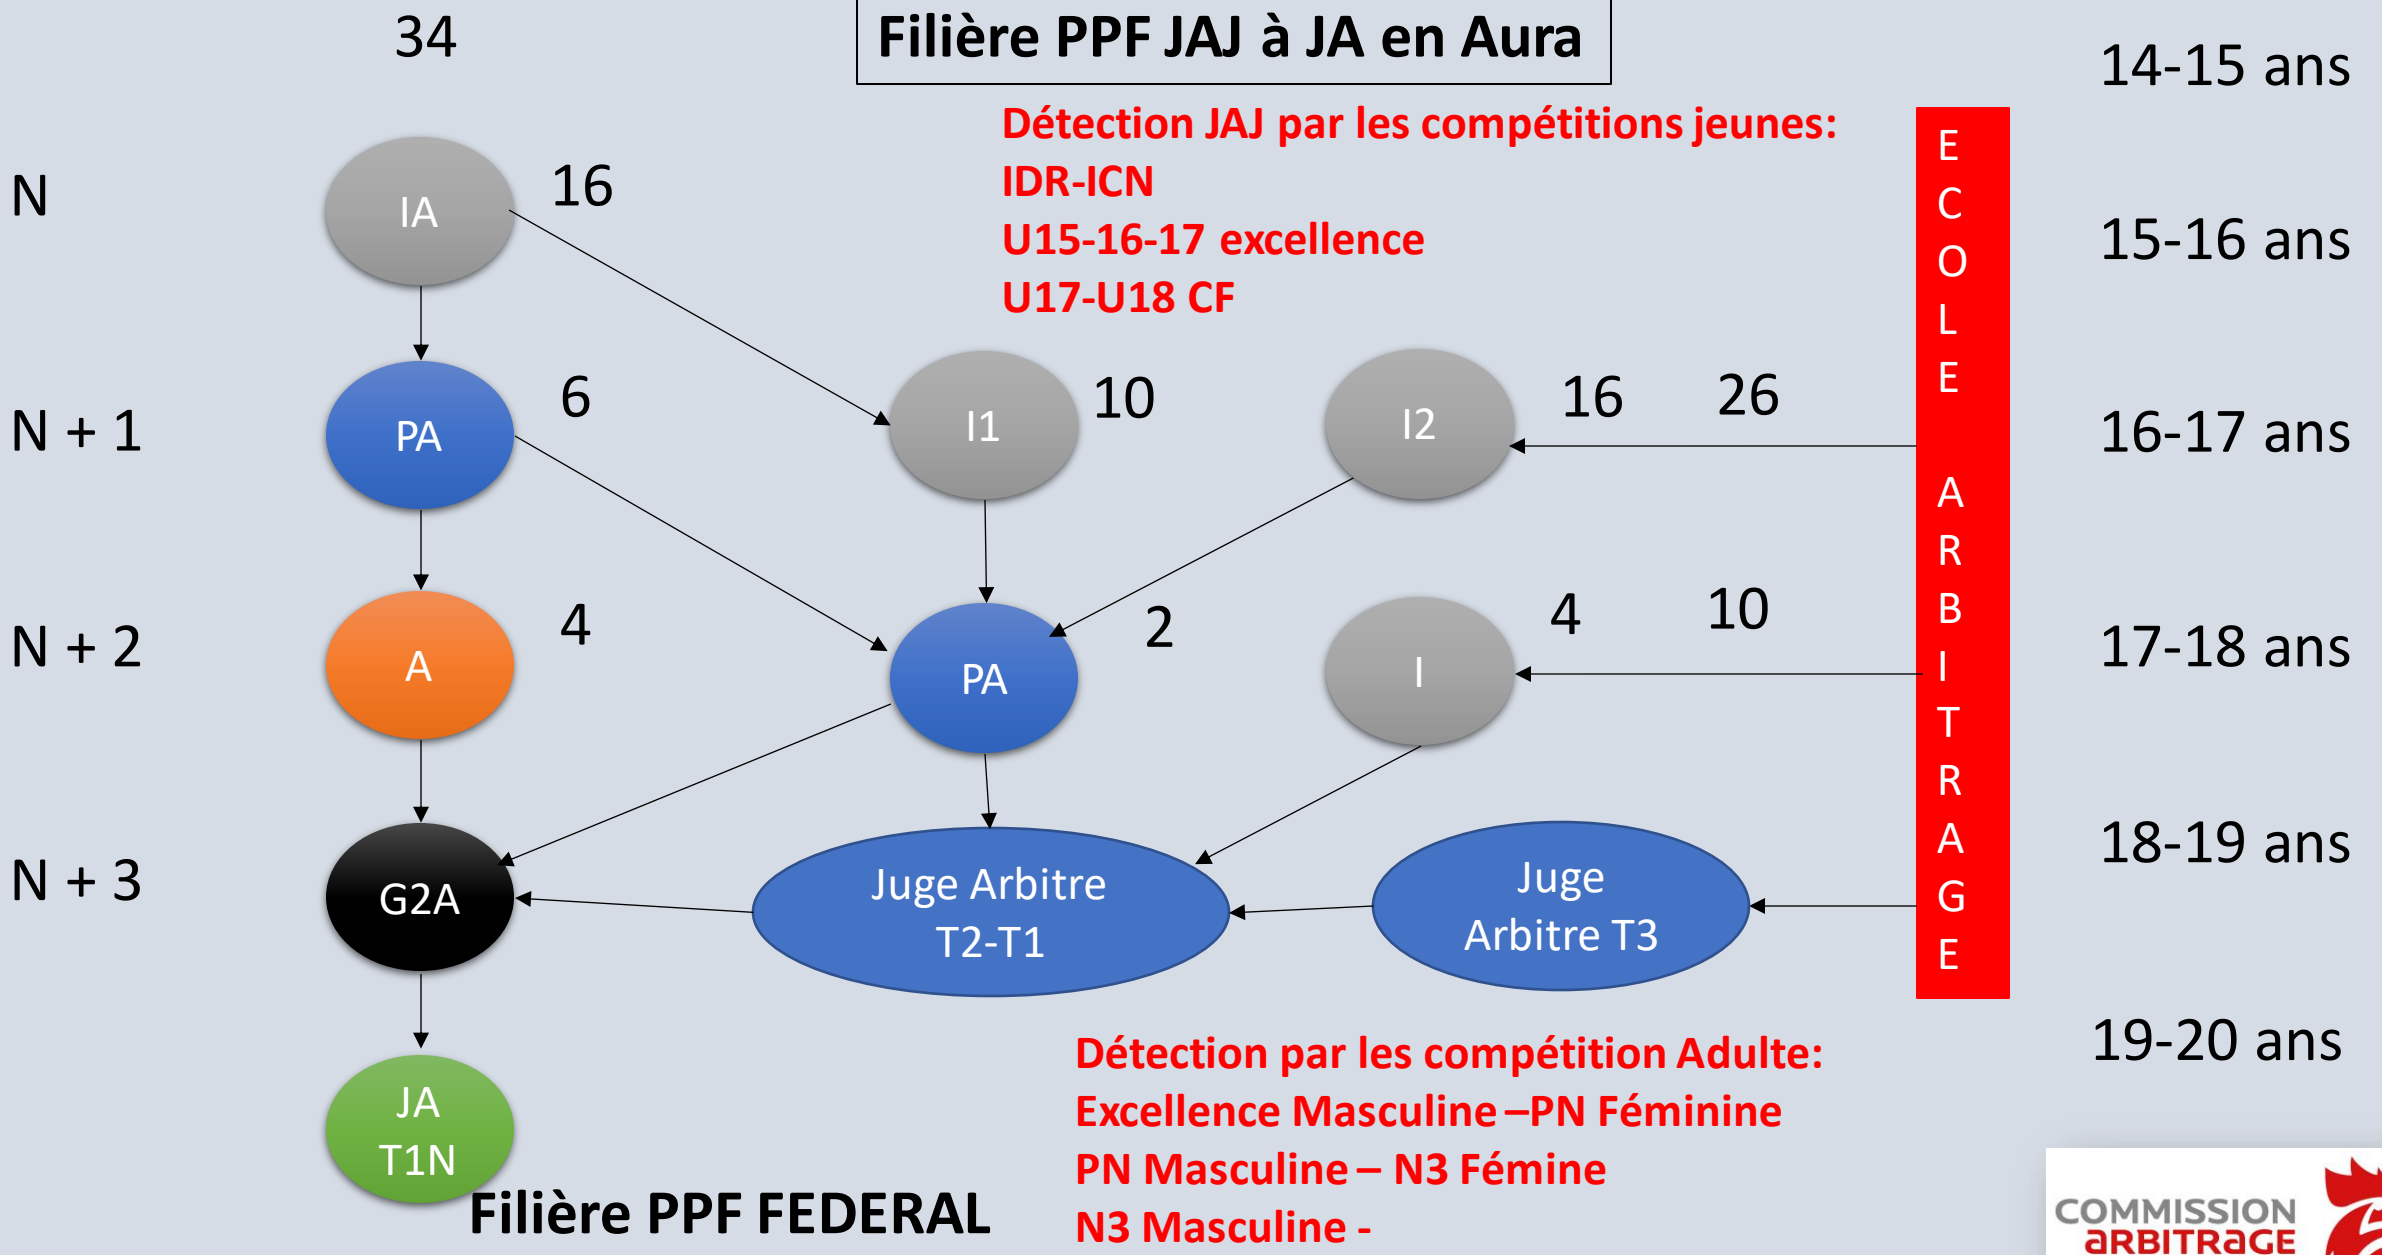 34
Filière PPF JAJ à JA en Aura
14-15 ans
Détection JAJ par les compétitions jeunes:
IDR-ICN
U15-16-17 excellence
U17-U18 CF
N
IA
16
15-16 ans
N + 1
PA
6
I1
10
I2
16
26
16-17 ans
N + 2
A
4
PA
2
I
4
10
17-18 ans
N + 3
G2A
Juge Arbitre
T2-T1
Juge
Arbitre T3
18-19 ans
E
C
O
L
E
A
R
B
I
T
R
A
G
E
19-20 ans
JA
T1N
Filière PPF FEDERAL
Détection par les compétition Adulte:
Excellence Masculine –PN Féminine
PN Masculine – N3 Fémine
N3 Masculine -
COMMISSION
ARBITRAGE